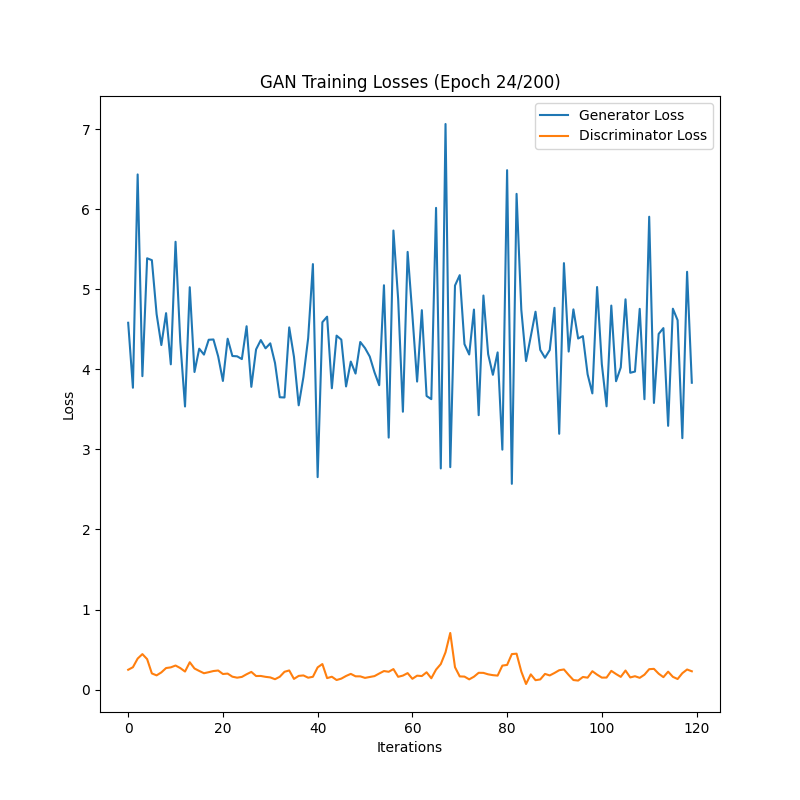 GAN Training Losses (Epoch 24/200)
Generator Loss
Discriminator Loss
7
6
5
4
3
2
1
0
Loss
0 20 40 60 80 100 120
Iterations